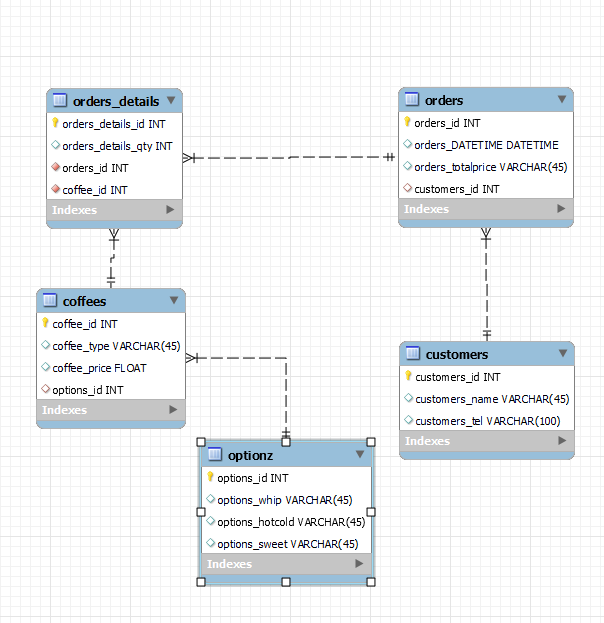 orders_details
orders_details_id INT
orders_details_qty INT
orders_id INT
coffee_id INT
Indexes
orders
orders_id INT
orders_DATETIME DATETIME
orders_totalprice VARCHAR(45)
customers_id INT
Indexes
coffees
coffee_id INT
coffee_type VARCHAR(45)
coffee_price FLOAT
options_id INT
Indexes
customers
customers_id INT
customers_name VARCHAR(45)
customers_tel VARCHAR(100)
Indexes
optionz
options_id INT
options_whip VARCHAR(45)
options_hotcold VARCHAR(45)
options_sweet VARCHAR(45)
Indexes